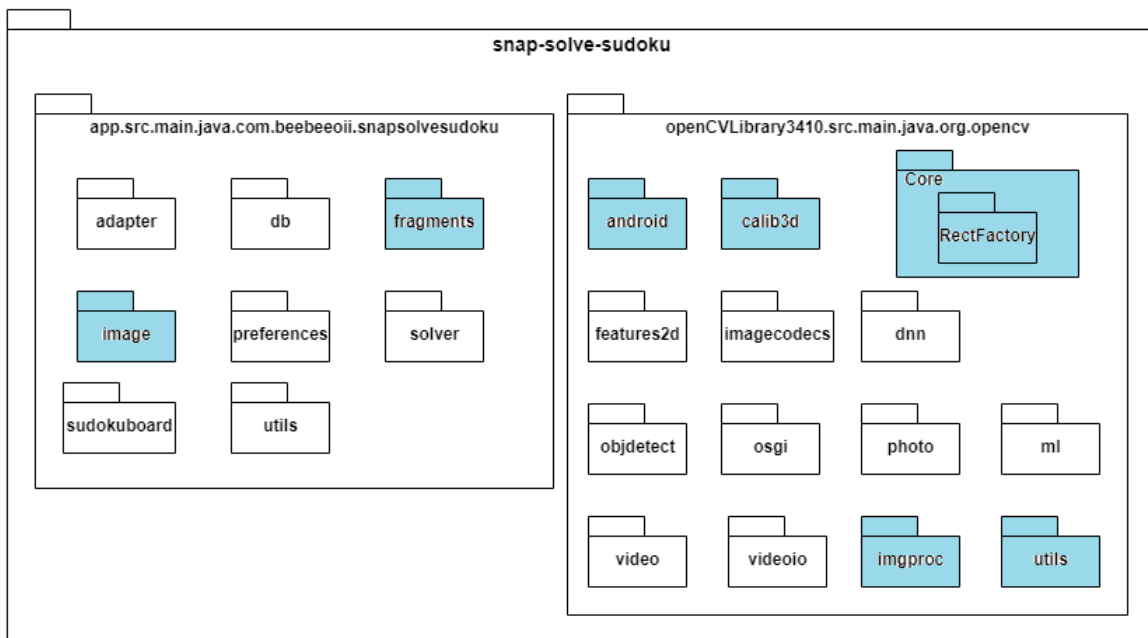 snap-solve-sudoku
app.src.main.java.com.beebeeoii.snapsolvesudoku
adapter
db
fragments
image
preferences
solver
sudokuboard
utils
openCVLibrary3410.src.main.java.org.opencv
android
calib3d
Core
RectFactory
features2d
imagecodecs
dnn
objdetect
osgi
photo
ml
video
videoio
imgproc
utils